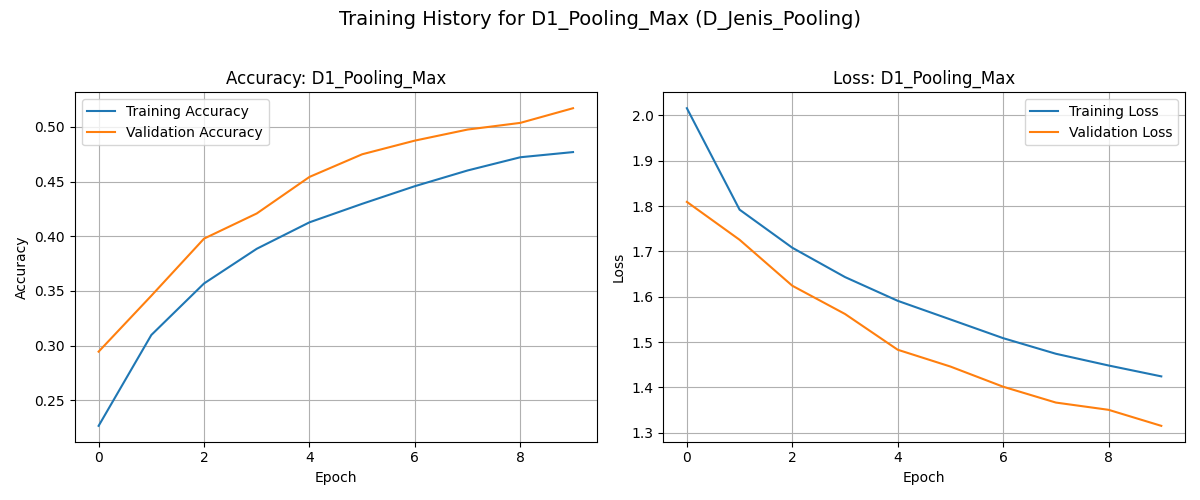 Training History for D1_Pooling_Max (D_Jenis_Pooling)
Accuracy: D1_Pooling_Max
Training Accuracy
Validation Accuracy
0.50
0.45
0.40
0.35
0.30
0.25
Accuracy
0 2 4 6 8
Epoch
Loss: D1_Pooling_Max
Training Loss
Validation Loss
2.0
1.9
1.8
1.7
1.6
1.5
1.4
1.3
Loss
0 2 4 6 8
Epoch